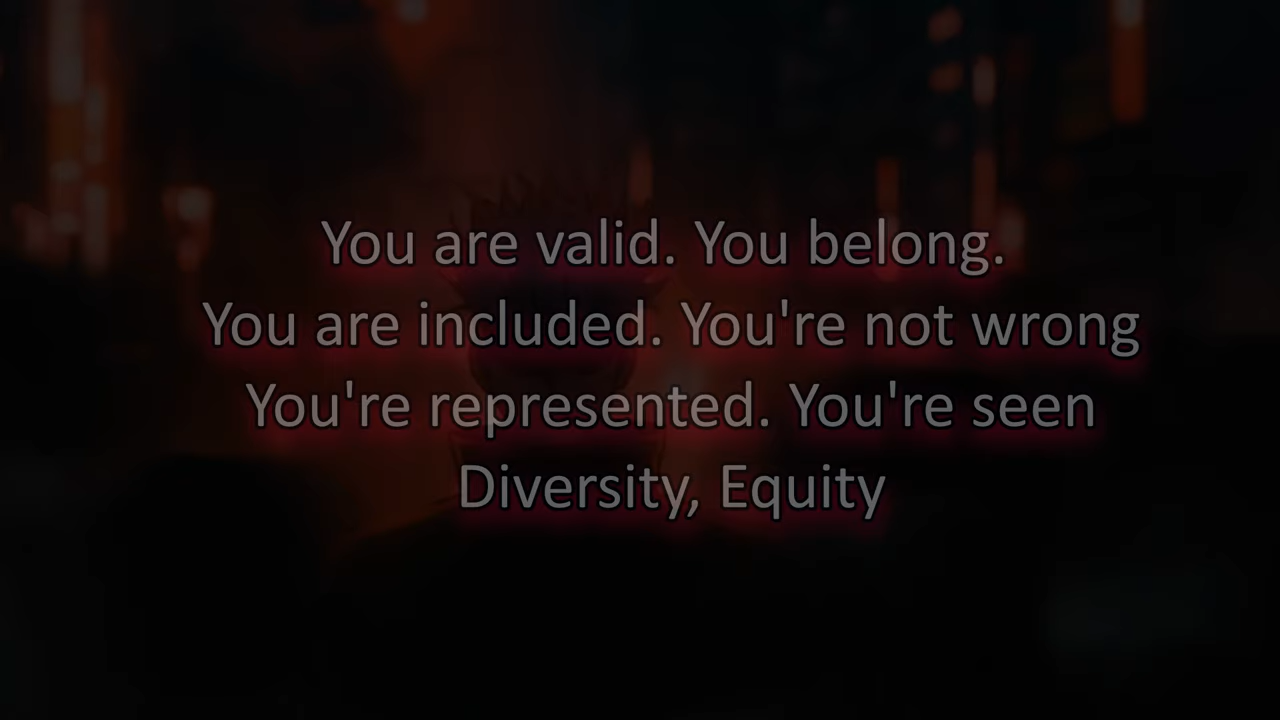 You are valid. You belong.
You are included. You're not wrong
You're represented. You're seen
Diversity, Equity